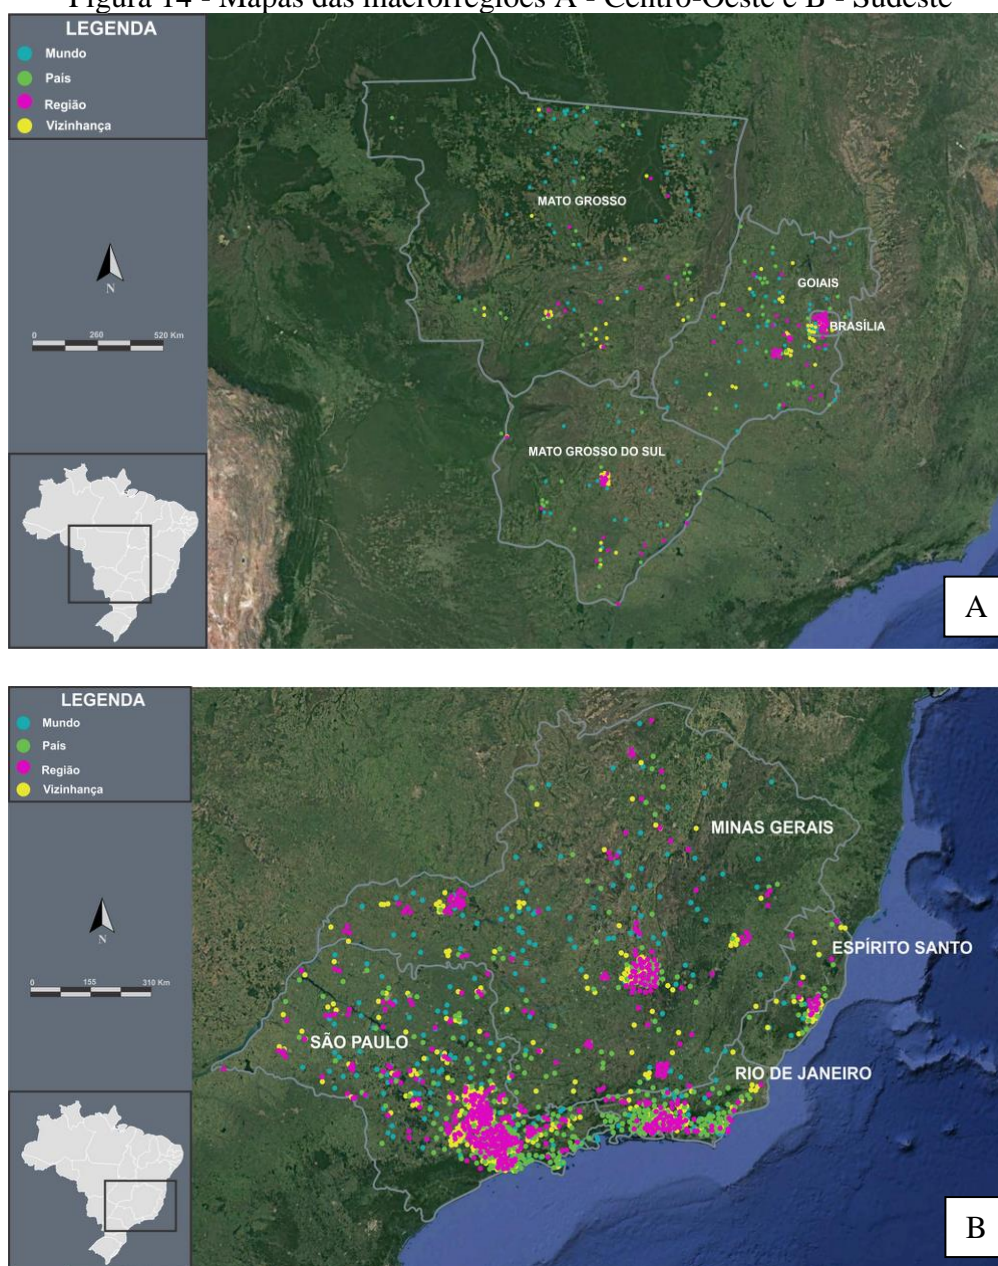 Figura 14 - Mapas das macrorregiões A - Centro-Oeste e B - Sudeste
LEGENDA
Mundo
País
Região
Vizinhança
N
0 260 520 Km
MATO GROSSO
GOIAIS
BRASÍLIA
MATO GROSSO DO SUL
A
LEGENDA
Mundo
País
Região
Vizinhança
N
0 155 310 Km
MINAS GERAIS
ESPÍRITO SANTO
SÃO PAULO
RIO DE JANEIRO
B